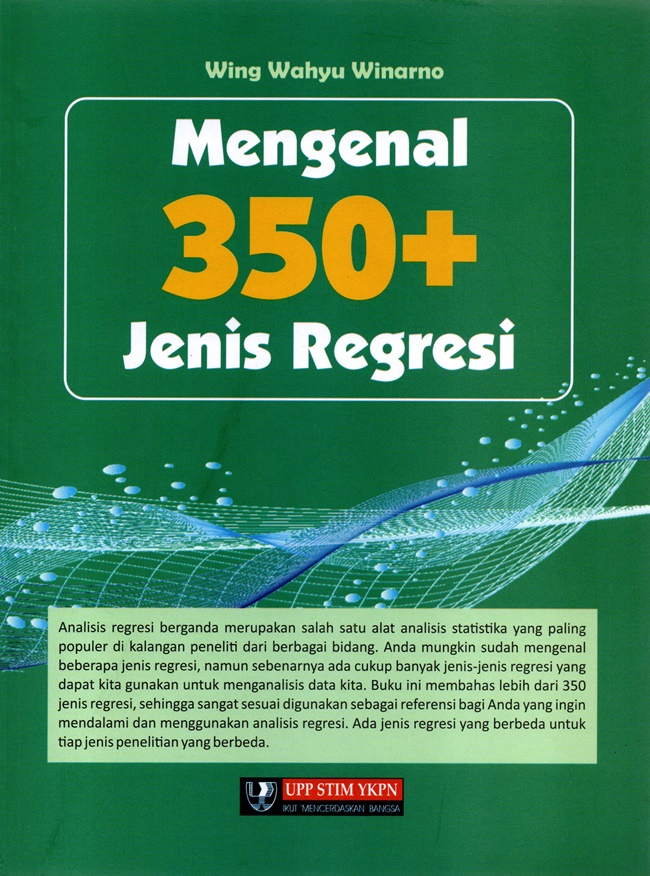 Wing Wahyu Winarno
Mengenal
350+
Jenis Regresi
Analisis regresi berganda merupakan salah satu alat analisis statistika yang paling
populer di kalangan peneliti dari berbagai bidang. Anda mungkin sudah mengenal
beberapa jenis regresi, namun sebenarnya ada cukup banyak jenis-jenis regresi yang
dapat kita gunakan untuk menganalisis data kita. Buku ini membahas lebih dari 350
jenis regresi, sehingga sangat sesuai digunakan sebagai referensi bagi Anda yang ingin
mendalami dan menggunakan analisis regresi. Ada jenis regresi yang berbeda untuk
tiap jenis penelitian yang berbeda.
UPP STIM YKPN
IKUT MENCERDASKAN BANGSA